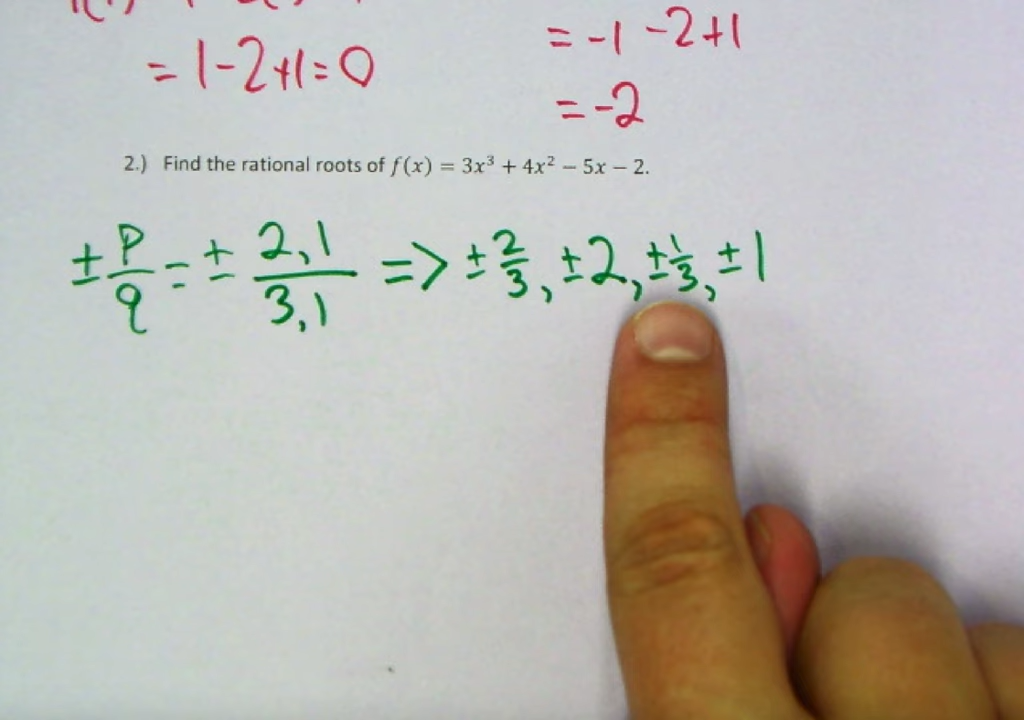 = 1-2+1=0
= -1 -2+1
= -2
2.) Find the rational roots of f(x) = 3x³ + 4x² − 5x − 2.
± p/q = ± 2,1/3,1 => ± 2/3, ±2, ± 1/3, ±1